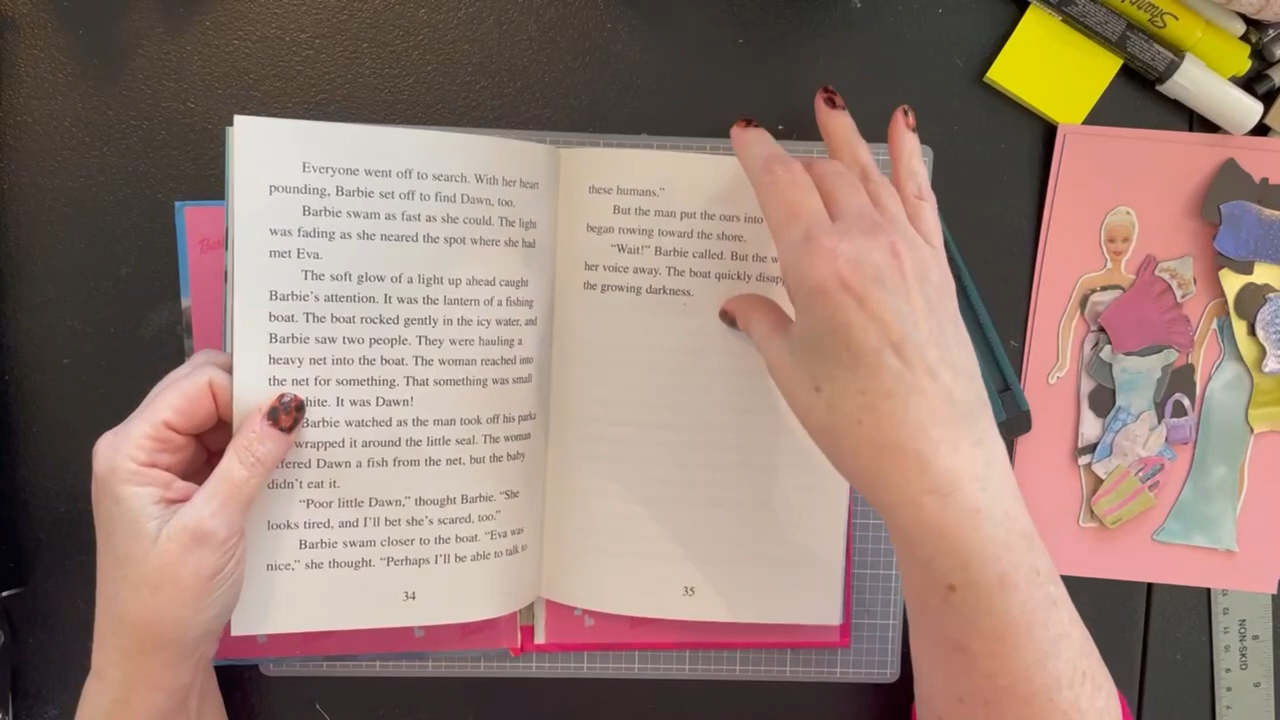 Everyone went off to search. With her heart
pounding, Barbie set off to find Dawn, too.
Barbie swam as fast as she could. The light
was fading as she neared the spot where she had
met Eva.
The soft glow of a light up ahead caught
Barbie's attention. It was the lantern of a fishing
boat. The boat rocked gently in the icy water, and
Barbie saw two people. They were hauling a
heavy net into the boat. The woman reached into
the net for something. That something was small
hite. It was Dawn!
Barbie watched as the man took off his parka
wrapped it around the little seal. The woman
fered Dawn a fish from the net, but the baby
didn't eat it.
"Poor little Dawn," thought Barbie. "She
looks tired, and I'll bet she's scared, too."
Barbie swam closer to the boat. "Eva was
nice," she thought. "Perhaps I'll be able to talk to
34
these humans."
But the man put the oars into
began rowing toward the shore.
"Wait!" Barbie called. But the w
her voice away. The boat quickly disap
the growing darkness.
35
Sharpie
NON-SKID
8
9